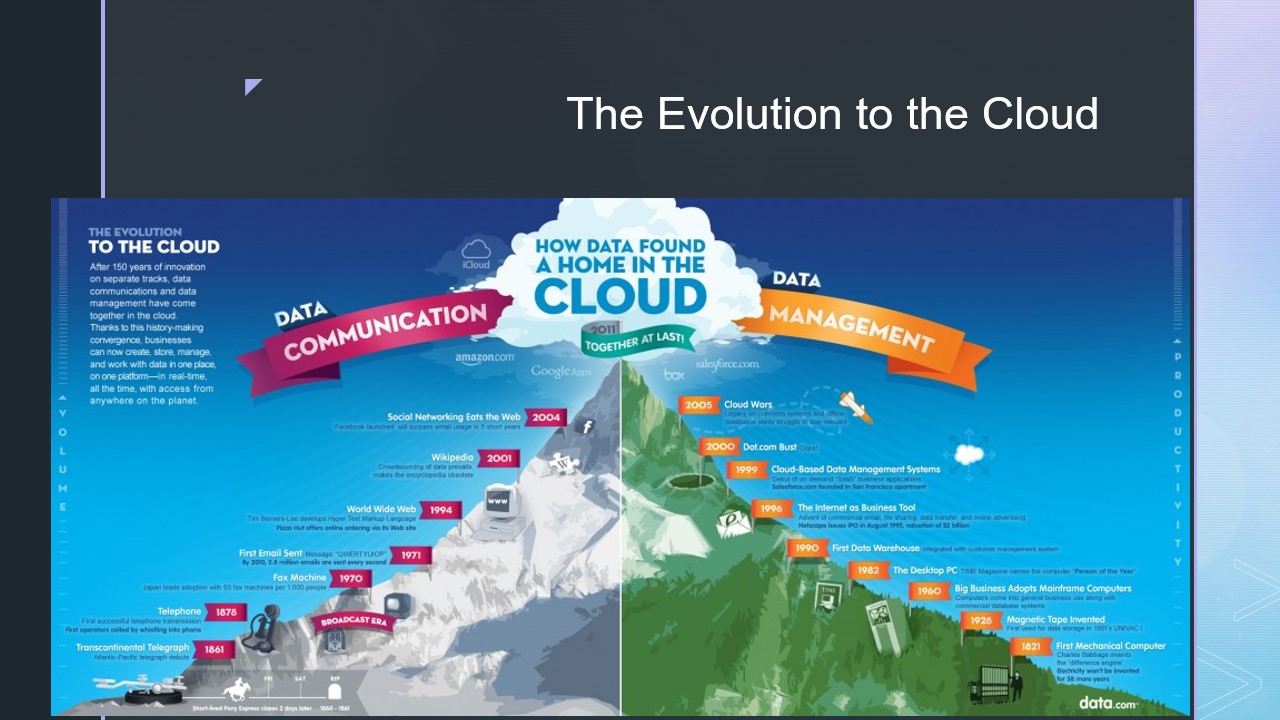 The Evolution to the Cloud
THE EVOLUTION
TO THE CLOUD
After 150 years of innovation
on separate tracks, data
communications and data
management have come
together in the cloud.
Thanks to this history-making
convergence, businesses
can now create, store, manage,
and work with data in one place,
on one platform—in real-time,
all the time, with access from
anywhere on the planet.
VOLUME
iCloud
DATA
COMMUNICATION
HOW DATA FOUND
A HOME IN THE
CLOUD
2011
TOGETHER AT LAST!
DATA
MANAGEMENT
amazon.com
Google Apps
box
salesforce.com
Social Networking Eats the Web 2004
Facebook launched: will surpass email usage in 5 short years
f
Wikipedia 2001
Crowdsourcing of data prevails,
makes the encyclopedia obsolete
WWW
World Wide Web 1994
Tim Berners-Lee develops Hyper Text Markup Language
Pizza Hut offers online ordering via its Web site
First Email Sent Message: "QWERTYUIOP" 1971
By 2010, 2.8 million emails are sent every second
Fax Machine 1970
Japan leads adoption with 93 fax machines per 1,000 people
BROADCAST ERA
Telephone 1878
First successful telephone transmission
First operators called by whistling into phone
Transcontinental Telegraph 1861
Atlantic-Pacific telegraph debuts
FRI SAT RIP
Short-lived Pony Express closes 2 days later 1860 - 1861
2005 Cloud Wars
Legacy on-premises systems and offline
databases vainly struggle to stay relevant
2000 Dot.com Bust Oops!
1999 Cloud-Based Data Management Systems
Debut of on-demand "SaaS" business applications
Salesforce.com founded in San Francisco apartment
1996 The Internet as Business Tool
Advent of commercial email, file sharing, data transfer, and online advertising
Netscape issues IPO in August 1995, valuation of $2 billion
1990 First Data Warehouse Integrated with customer management system
1982 The Desktop PC TIME Magazine names the computer "Person of the Year"
1960 Big Business Adopts Mainframe Computers
Computers come into general business use along with
commercial database systems
1928 Magnetic Tape Invented
First used for data storage in 1951's UNIVAC I
1821 First Mechanical Computer
Charles Babbage invents
the "difference engine"
Electricity won't be invented
for 58 more years
PRODUCTIVITY
data.com